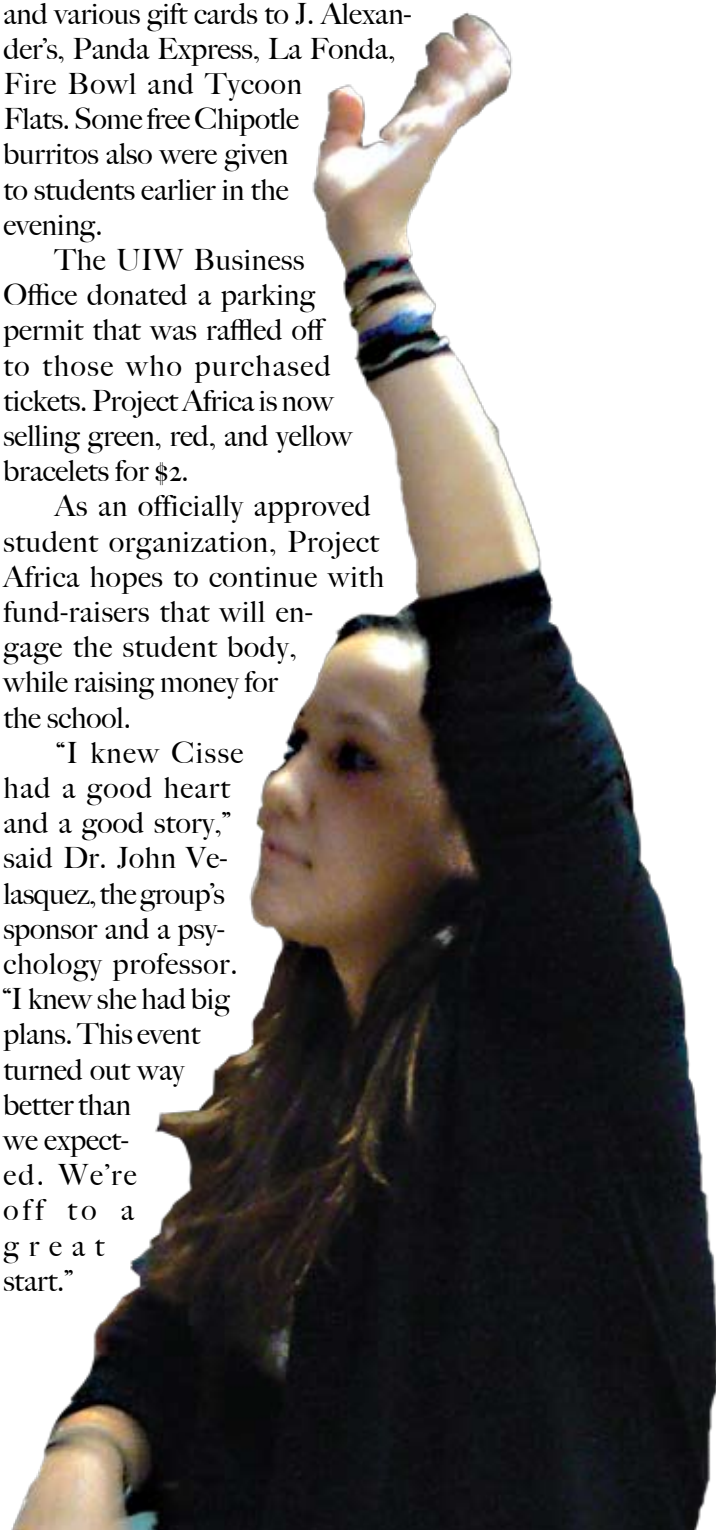 and various gift cards to J. Alexan-
der's, Panda Express, La Fonda,
Fire Bowl and Tycoon
Flats. Some free Chipotle
burritos also were given
to students earlier in the
evening.
The UIW Business
Office donated a parking
permit that was raffled off
to those who purchased
tickets. Project Africa is now
selling green, red, and yellow
bracelets for $2.
As an officially approved
student organization, Project
Africa hopes to continue with
fund-raisers that will en-
gage the student body,
while raising money for
the school.
“I knew Cisse
had a good heart
and a good story,”
said Dr. John Ve-
lasquez, the group's
sponsor and a psy-
chology professor.
“I knew she had big
plans. This event
turned out way
better than
we expect-
ed. We're
off to a
great
start.”